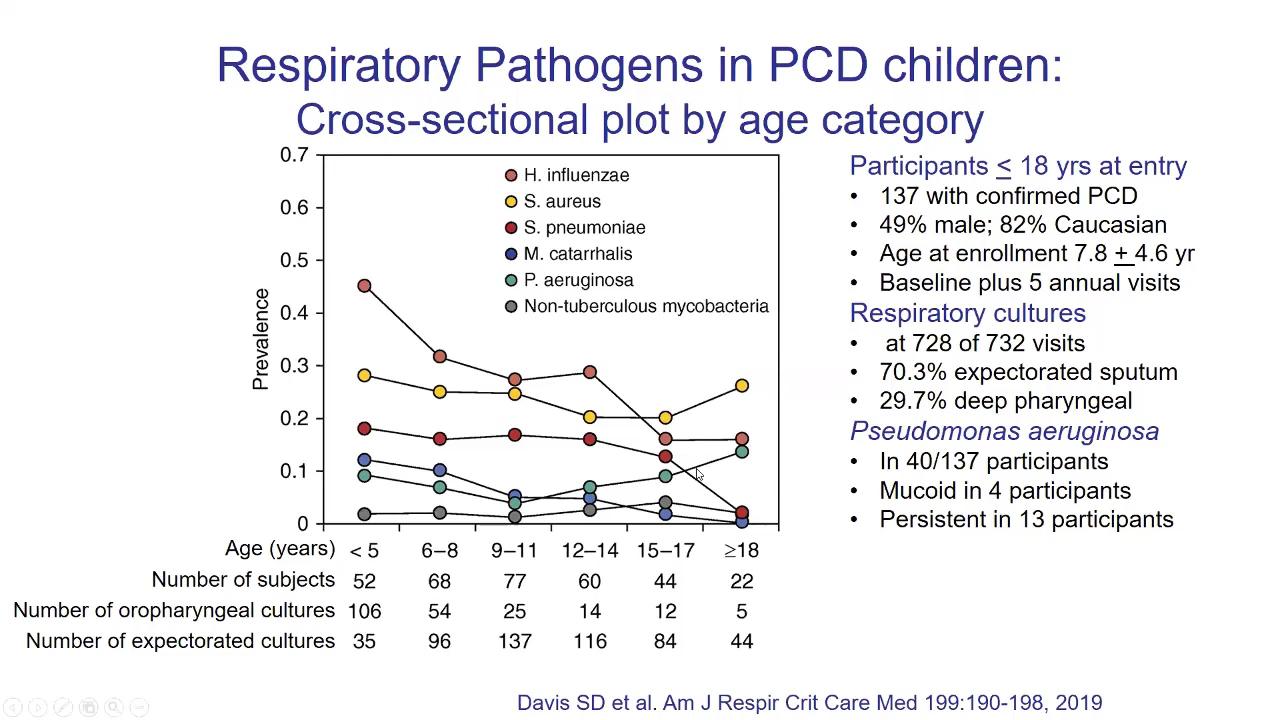 Respiratory Pathogens in PCD children:
Cross-sectional plot by age category
0.7
0.6
0.5
0.4
0.3
0.2
0.1
0
Prevalence
H. influenzae
S. aureus
S. pneumoniae
M. catarrhalis
P. aeruginosa
Non-tuberculous mycobacteria
Age (years) < 5 6–8 9–11 12–14 15–17 ≥18
Number of subjects 52 68 77 60 44 22
Number of oropharyngeal cultures 106 54 25 14 12 5
Number of expectorated cultures 35 96 137 116 84 44
Participants < 18 yrs at entry
• 137 with confirmed PCD
• 49% male; 82% Caucasian
• Age at enrollment 7.8 + 4.6 yr
• Baseline plus 5 annual visits
Respiratory cultures
• at 728 of 732 visits
• 70.3% expectorated sputum
• 29.7% deep pharyngeal
Pseudomonas aeruginosa
• In 40/137 participants
• Mucoid in 4 participants
• Persistent in 13 participants
Davis SD et al. Am J Respir Crit Care Med 199:190-198, 2019